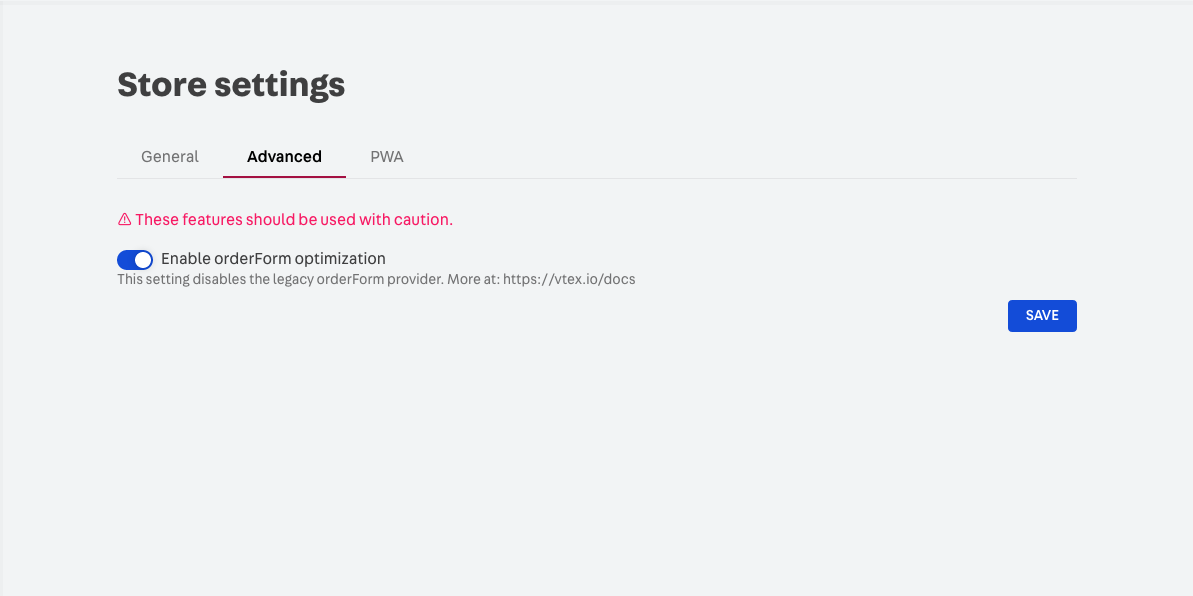 Store settings
General
Advanced
PWA
These features should be used with caution.
Enable orderForm optimization
This setting disables the legacy orderForm provider. More at: https://vtex.io/docs
SAVE